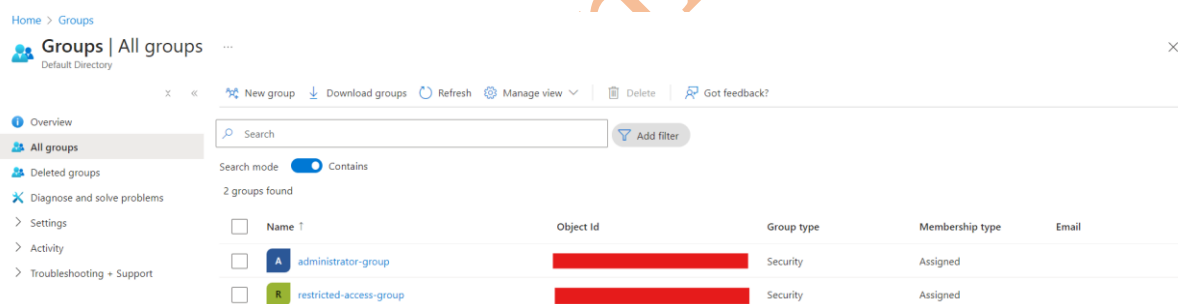 Home > Groups
Groups | All groups ...
Default Directory
New group Download groups Refresh Manage view Delete Got feedback?
Overview
All groups
Deleted groups
Diagnose and solve problems
Settings
Activity
Troubleshooting + Support
Search
Add filter
Search mode Contains
2 groups found
Name ↑ Object Id Group type Membership type Email
A administrator-group Security Assigned
R restricted-access-group Security Assigned